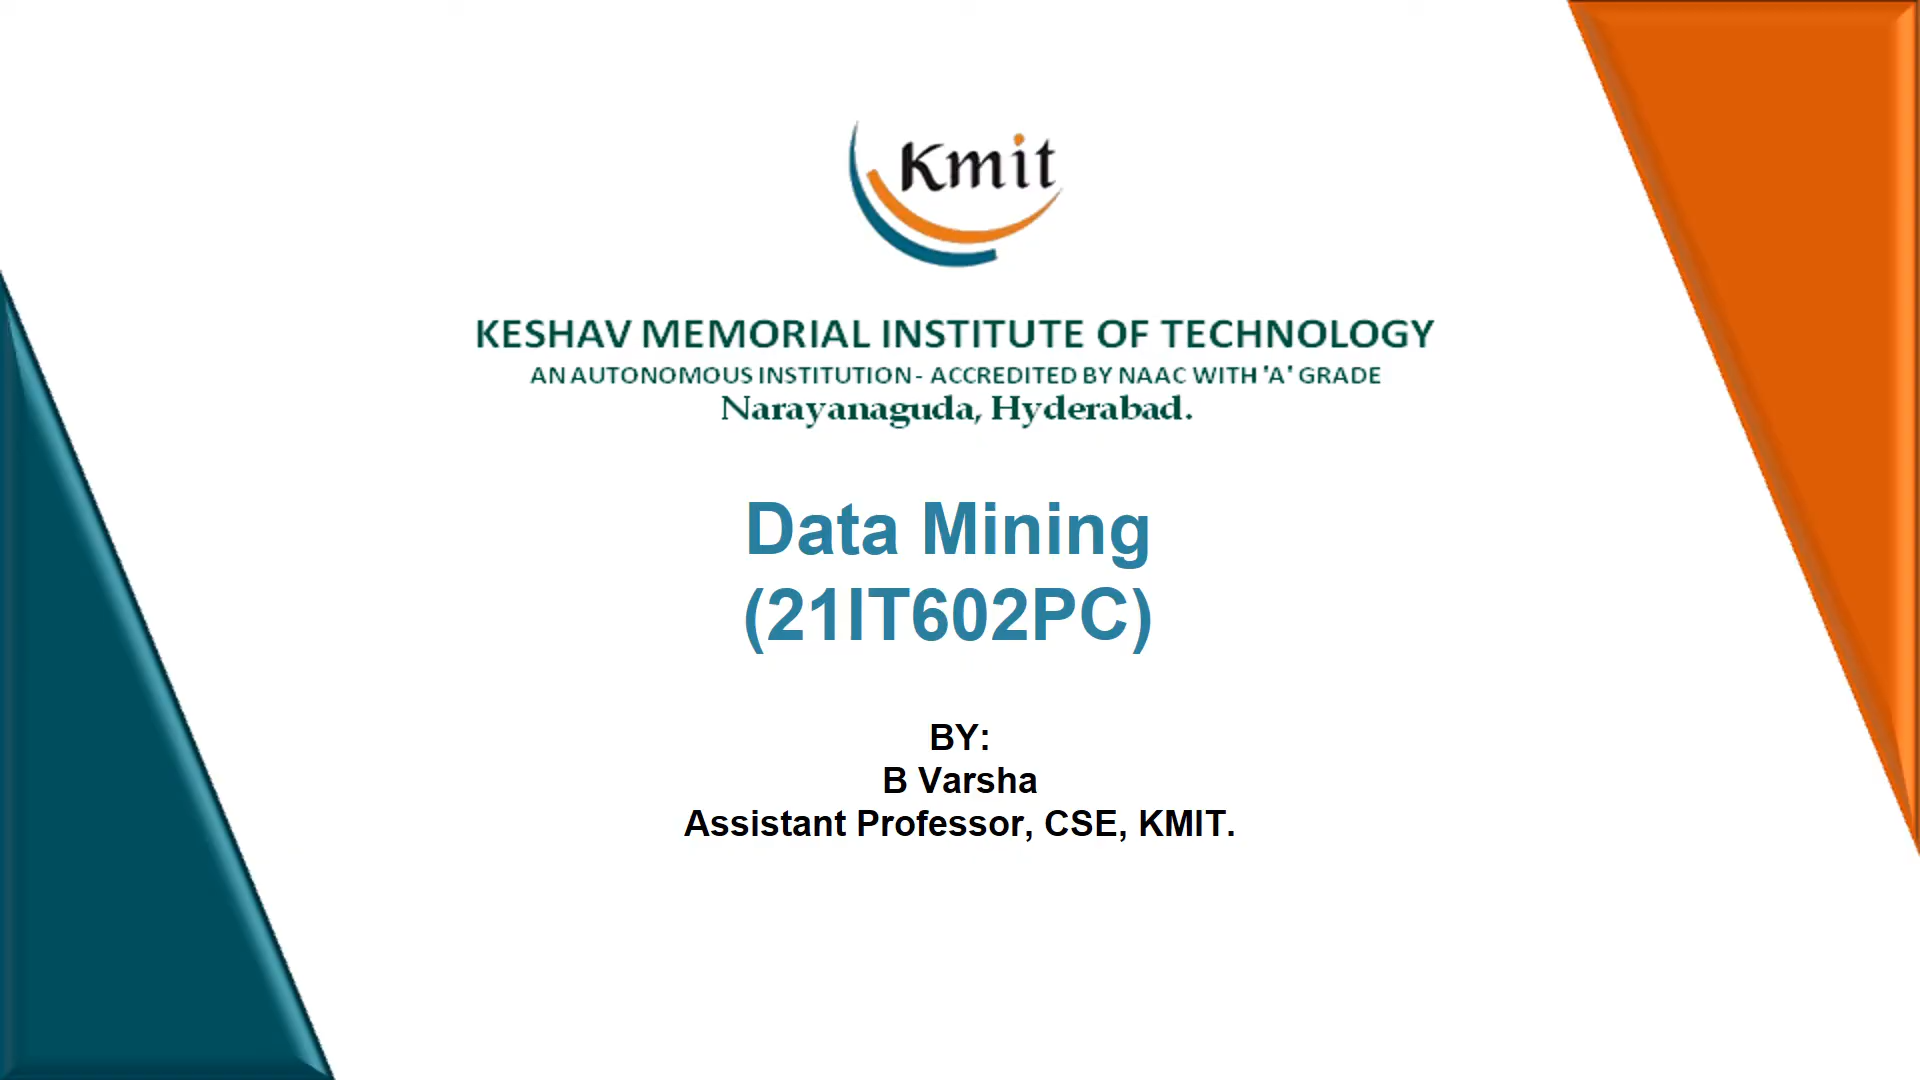 Kmit
KESHAV MEMORIAL INSTITUTE OF TECHNOLOGY
AN AUTONOMOUS INSTITUTION - ACCREDITED BY NAAC WITH 'A' GRADE
Narayanaguda, Hyderabad.
Data Mining
(21IT602PC)
BY:
B Varsha
Assistant Professor, CSE, KMIT.